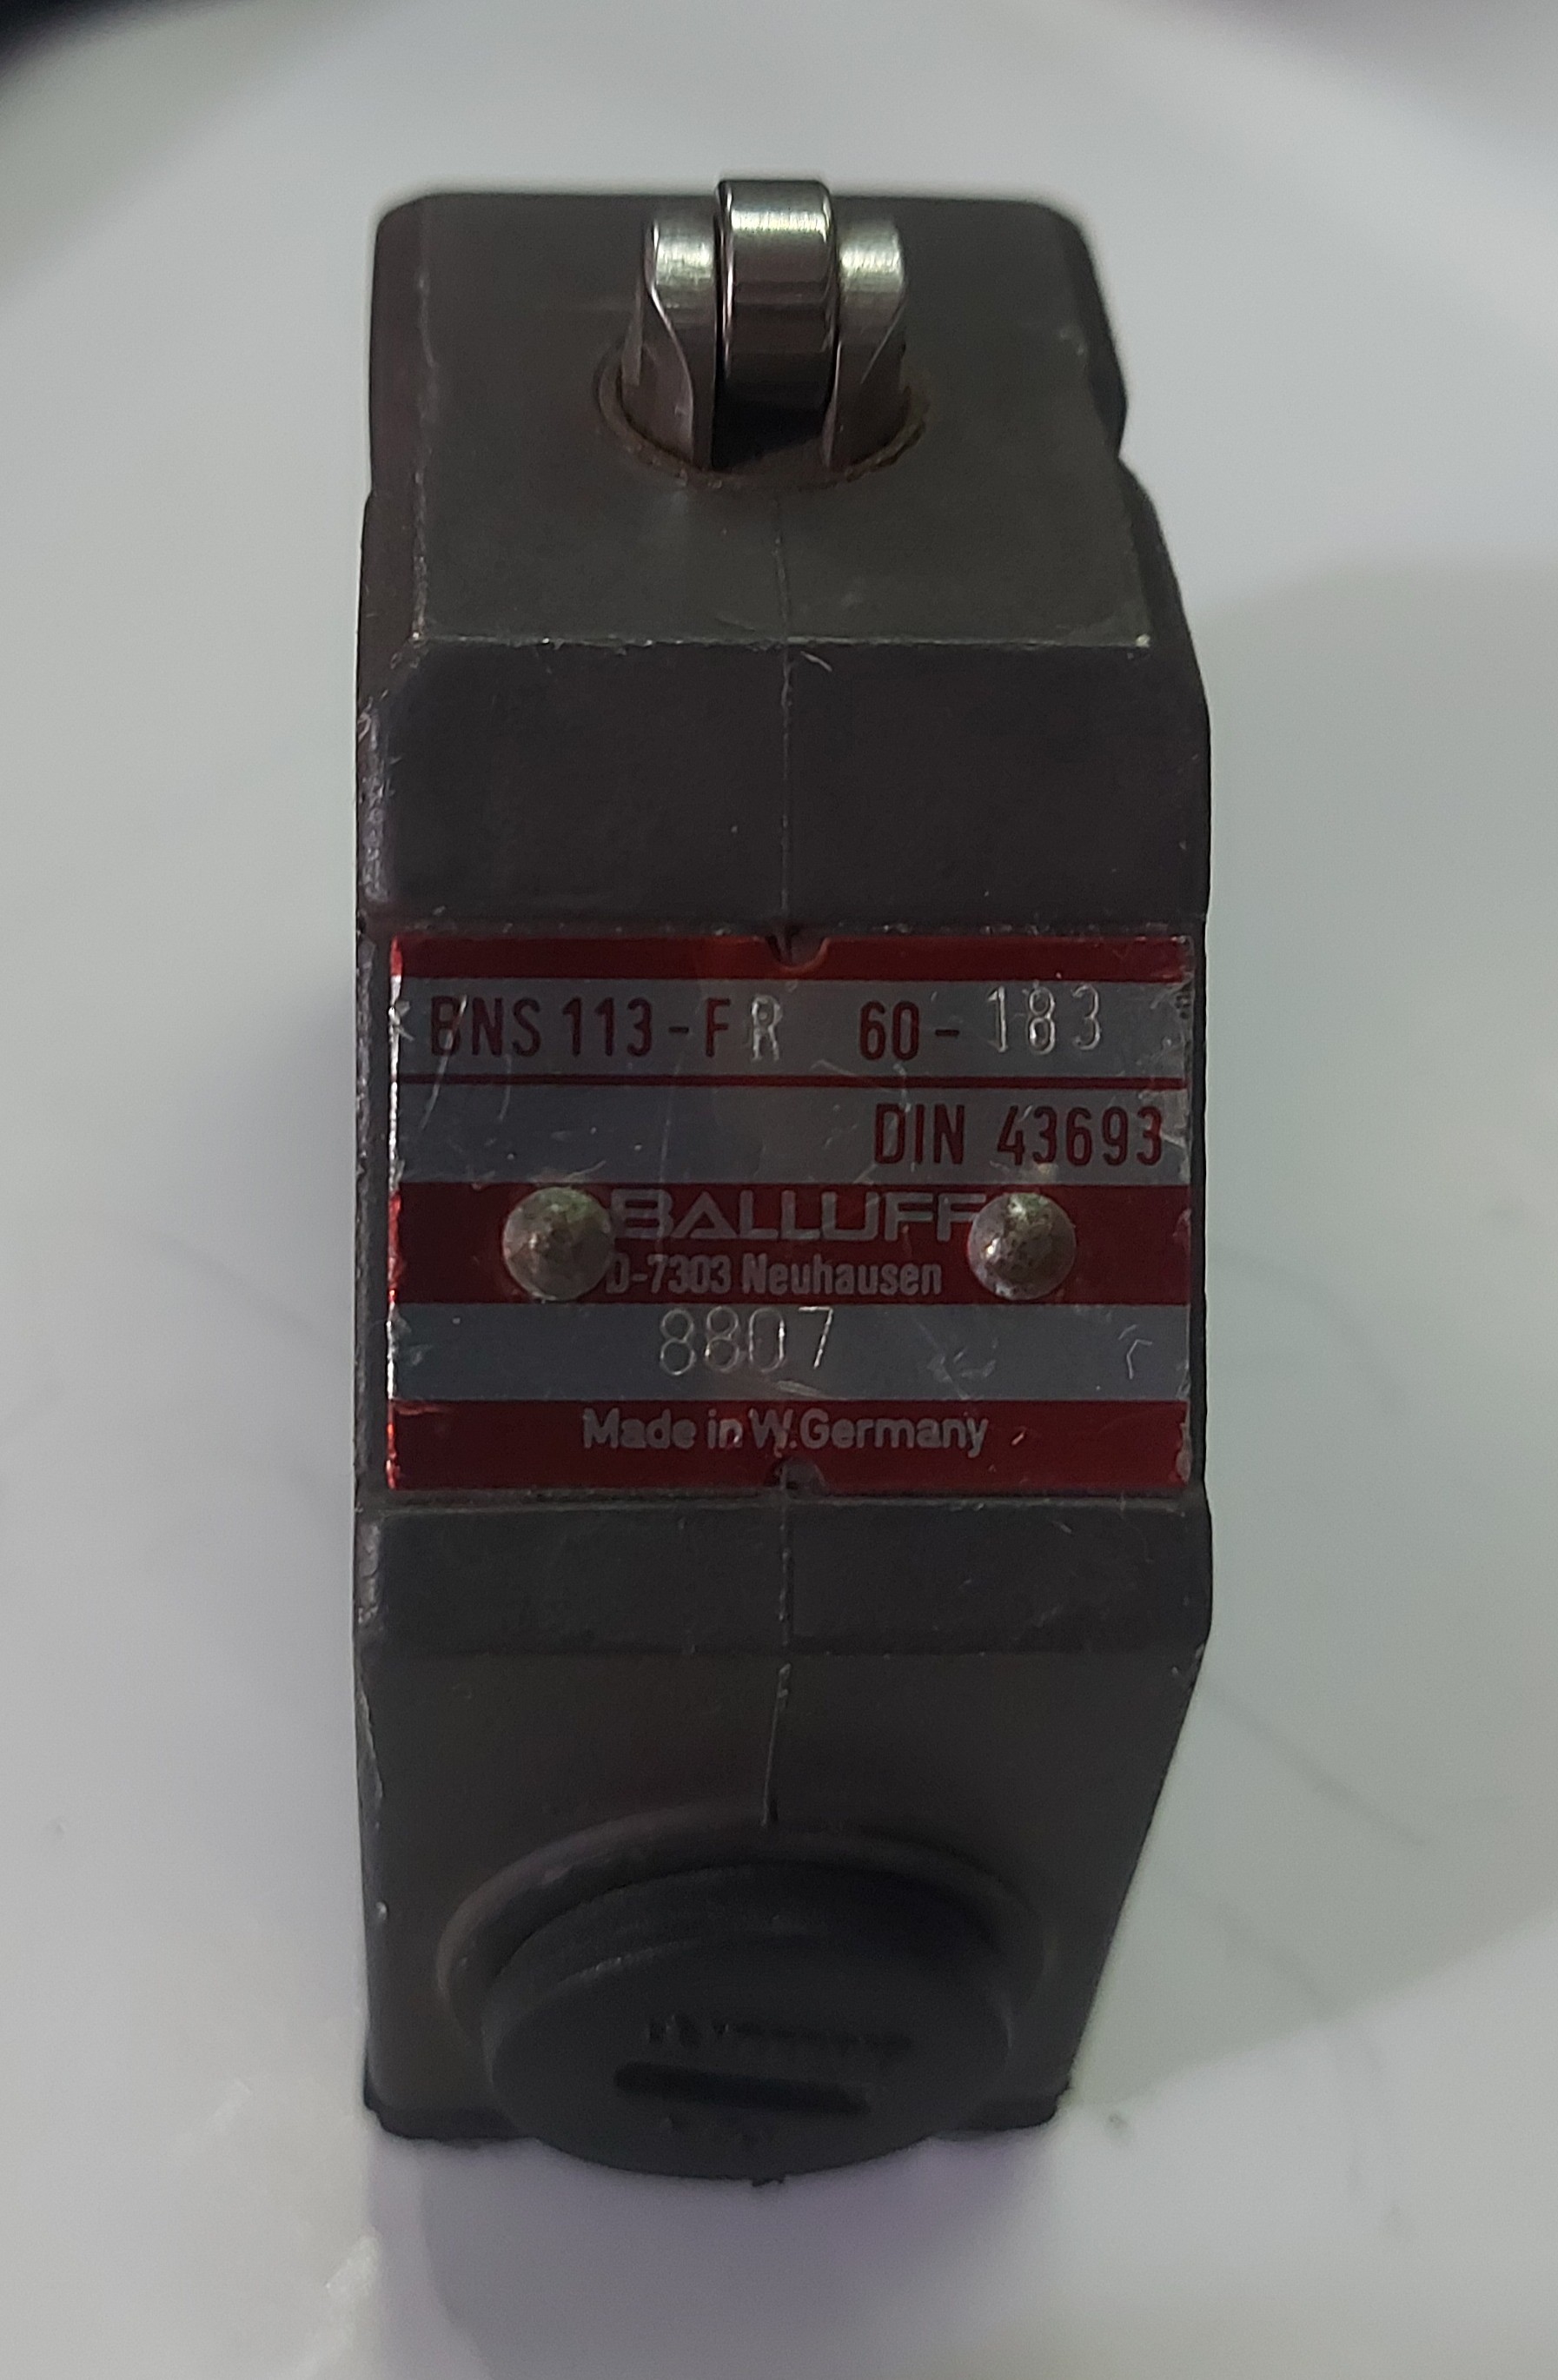 BNS 113-FR 60-183
DIN 43693
BALLUFF
D-7303 Neuhausen
8807
Made in W.Germany